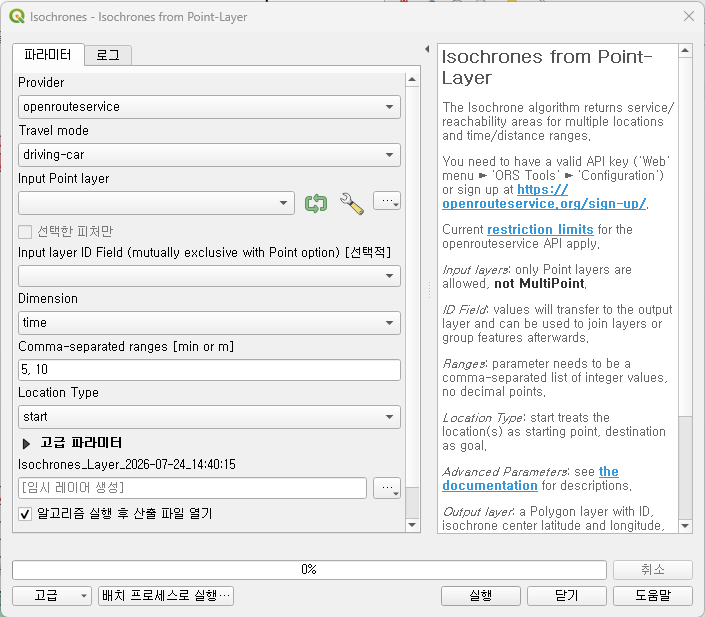 Isochrones - Isochrones from Point-Layer
파라미터
로그
Provider
openrouteservice
Travel mode
driving-car
Input Point layer
선택한 피처만
Input layer ID Field (mutually exclusive with Point option) [선택적]
Dimension
time
Comma-separated ranges [min or m]
5, 10
Location Type
start
고급 파라미터
Isochrones_Layer_2026-07-24_14:40:15
[임시 레이어 생성]
알고리즘 실행 후 산출 파일 열기
Isochrones from Point-
Layer
The Isochrone algorithm returns service/
reachability areas for multiple locations
and time/distance ranges.
You need to have a valid API key ('Web'
menu ► 'ORS Tools' ► 'Configuration')
or sign up at https://
openrouteservice.org/sign-up/.
Current restriction limits for the
openrouteservice API apply.
Input layers: only Point layers are
allowed, not MultiPoint.
ID Field: values will transfer to the output
layer and can be used to join layers or
group features afterwards.
Ranges: parameter needs to be a
comma-separated list of integer values,
no decimal points.
Location Type: start treats the
location(s) as starting point, destination
as goal.
Advanced Parameters: see the
documentation for descriptions.
Output layer: a Polygon layer with ID,
isochrone center latitude and longitude,
0%
취소
고급
배치 프로세스로 실행…
실행
닫기
도움말